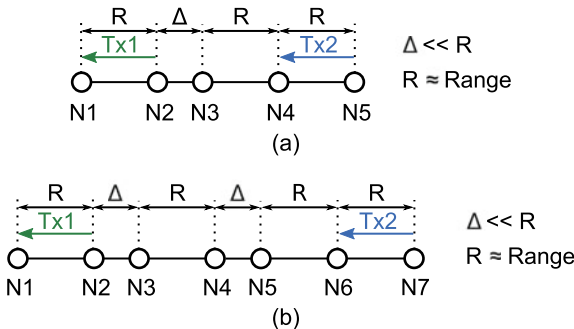 R Δ R R
Tx1 Tx2
Δ << R
R ≈ Range
N1 N2 N3 N4 N5
(a)
R Δ R Δ R R
Tx1 Tx2
Δ << R
R ≈ Range
N1 N2 N3 N4 N5 N6 N7
(b)